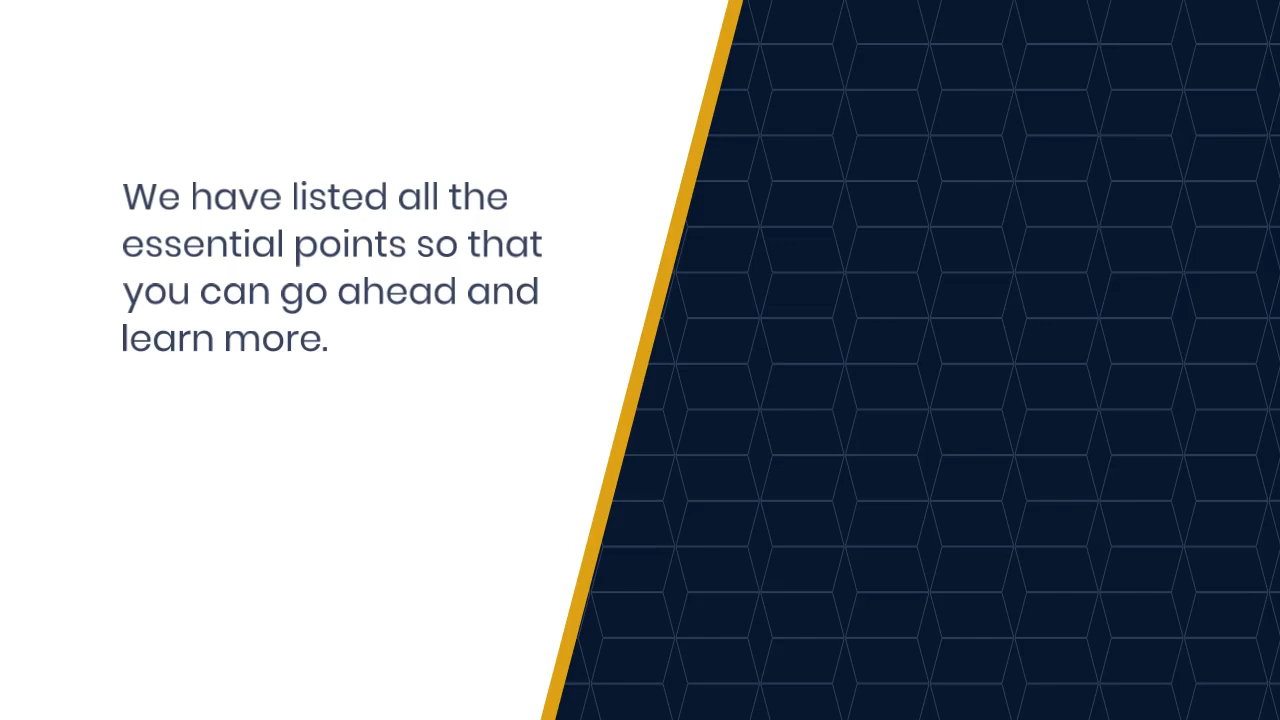 We have listed all the
essential points so that
you can go ahead and
learn more.